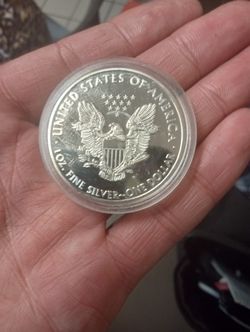 UNITED STATES OF AMERICA
1 OZ. FINE SILVER~ONE DOLLAR